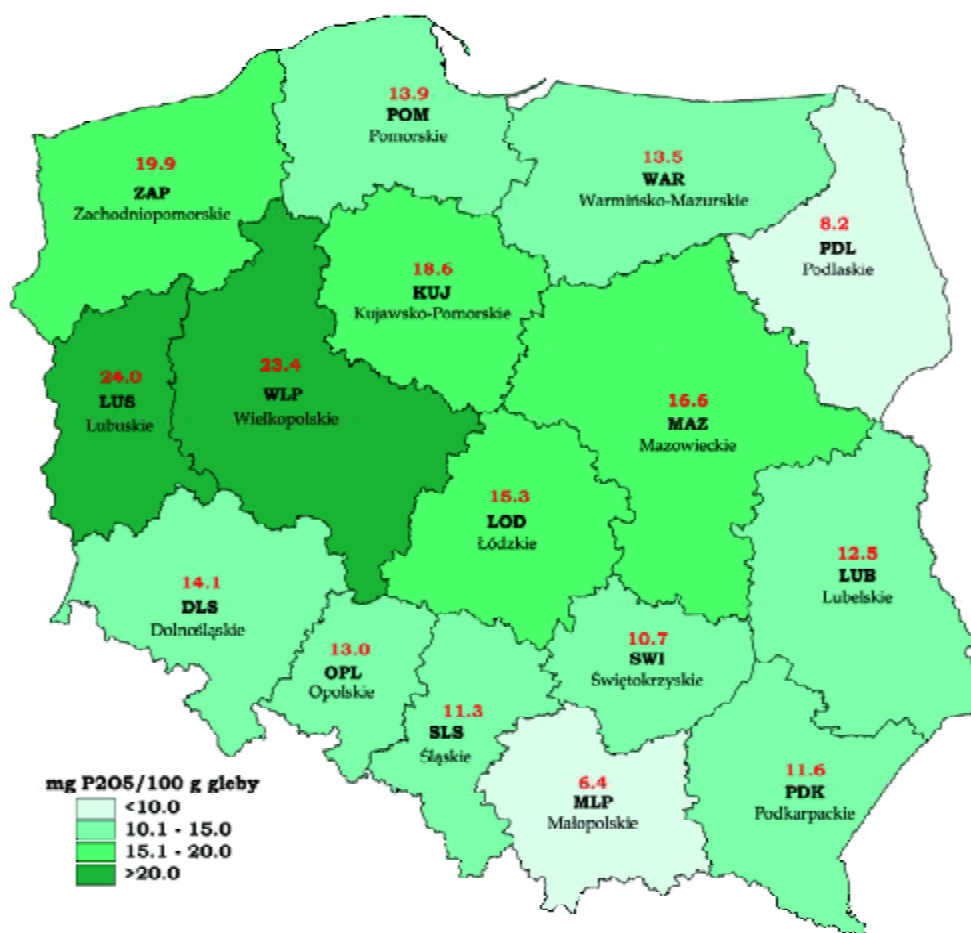 13.9
POM
Pomorskie
13.5
WAR
Warmińsko-Mazurskie
19.9
ZAP
Zachodniopomorskie
8.2
PDL
Podlaskie
18.6
KUJ
Kujawsko-Pomorskie
24.0
LUS
Lubuskie
23.4
WLP
Wielkopolskie
16.6
MAZ
Mazowieckie
15.3
LOD
Łódzkie
12.5
LUB
Lubelskie
14.1
DLS
Dolnośląskie
13.0
OPL
Opolskie
10.7
SWI
Świętokrzyskie
11.3
SLS
Śląskie
6.4
MLP
Małopolskie
11.6
PDK
Podkarpackie
mg P2O5/100 g gleby
<10.0
10.1 - 15.0
15.1 - 20.0
>20.0